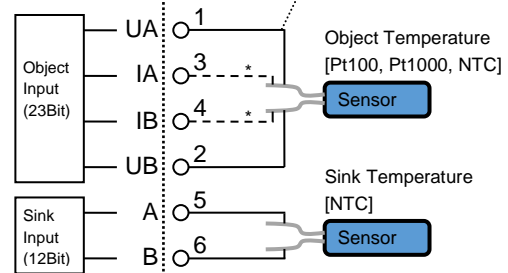 UA 1
IA 3 *
IB 4 *
UB 2
Object
Input
(23Bit)
Object Temperature
[Pt100, Pt1000, NTC]
Sensor
A 5
B 6
Sink
Input
(12Bit)
Sink Temperature
[NTC]
Sensor